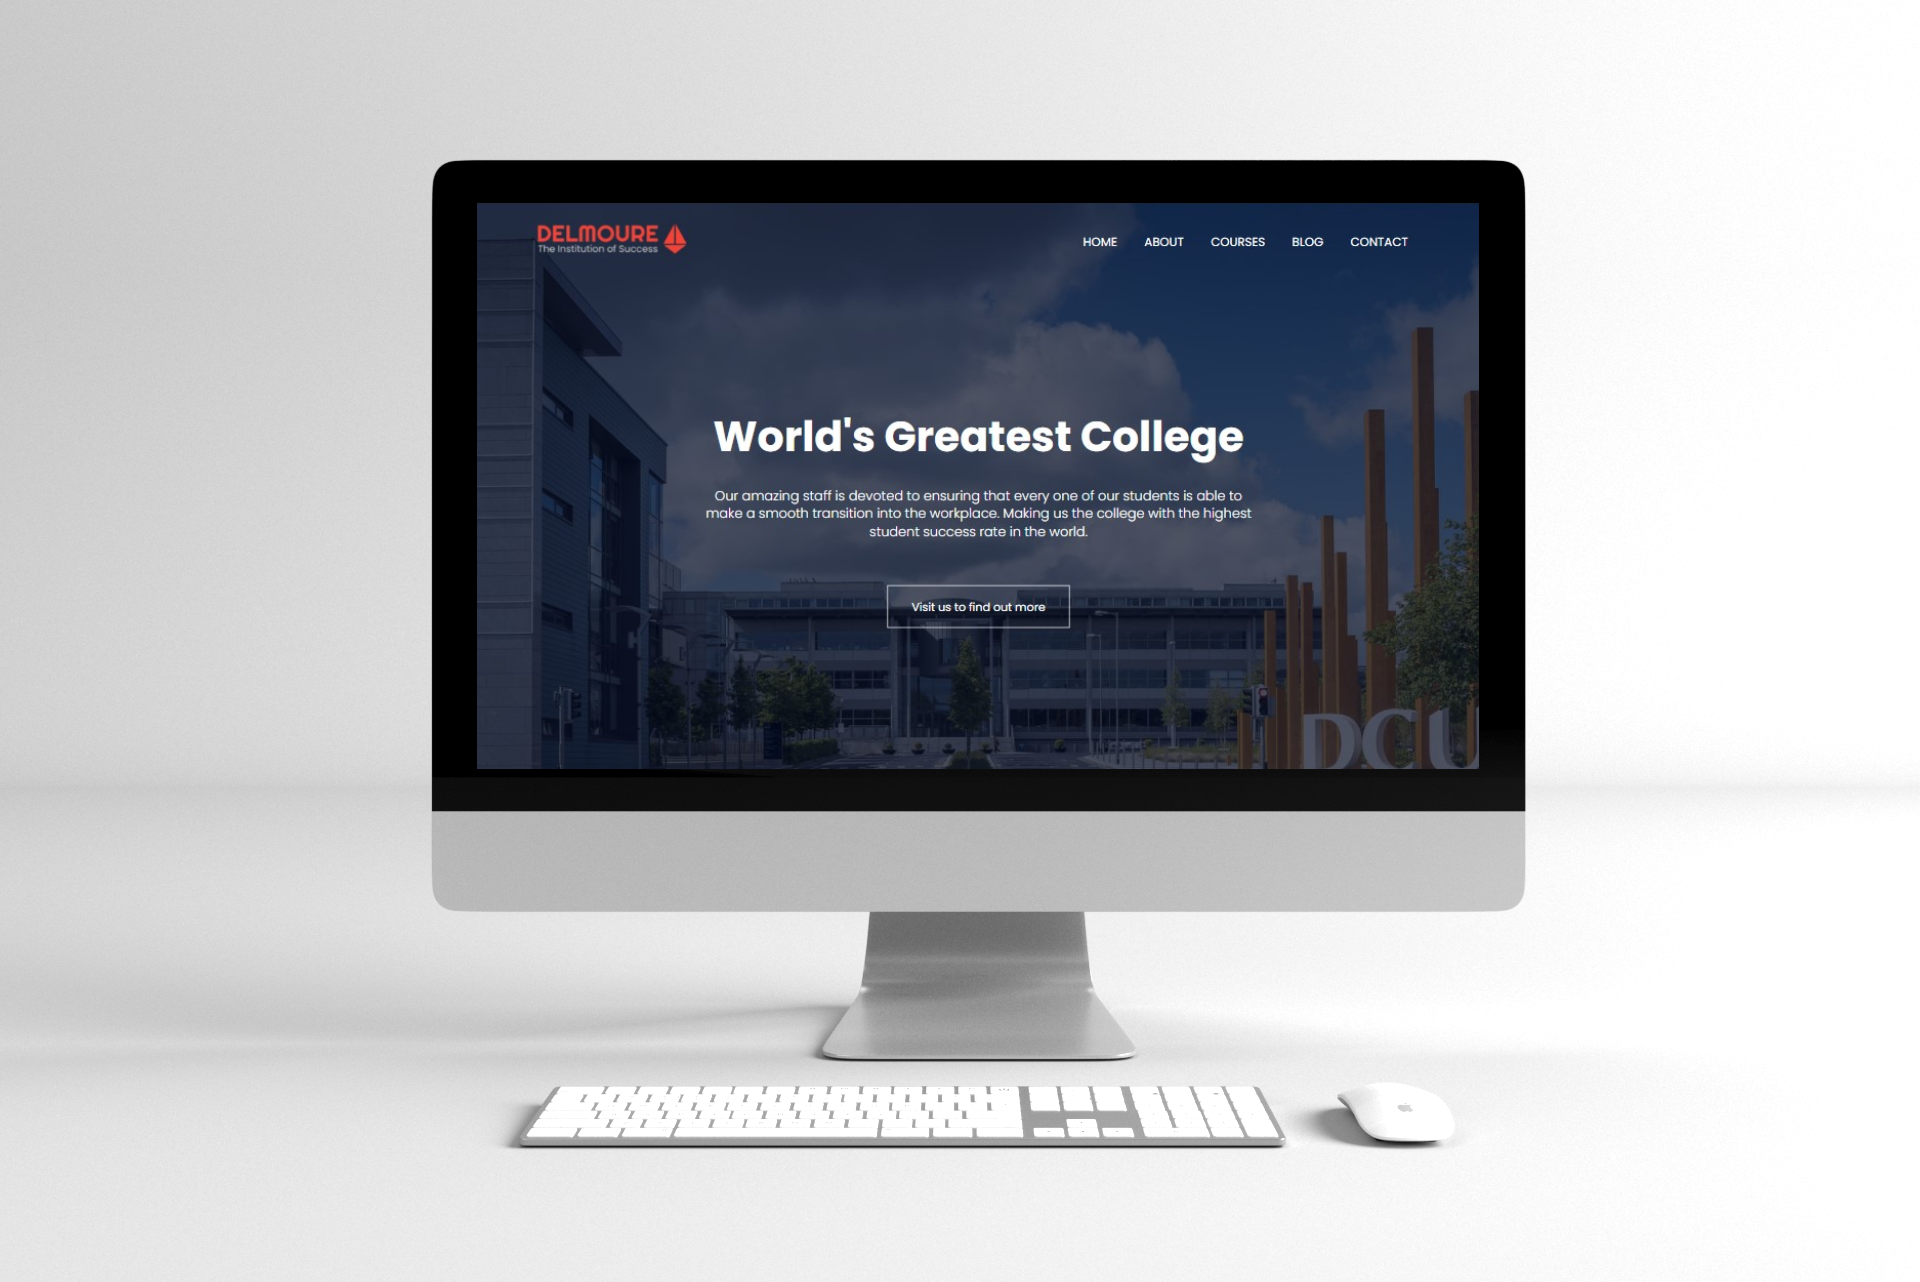 DELMOURE
The Institution of Success
HOME ABOUT COURSES BLOG CONTACT
World's Greatest College
Our amazing staff is devoted to ensuring that every one of our students is able to
make a smooth transition into the workplace. Making us the college with the highest
student success rate in the world.
Visit us to find out more
DCU